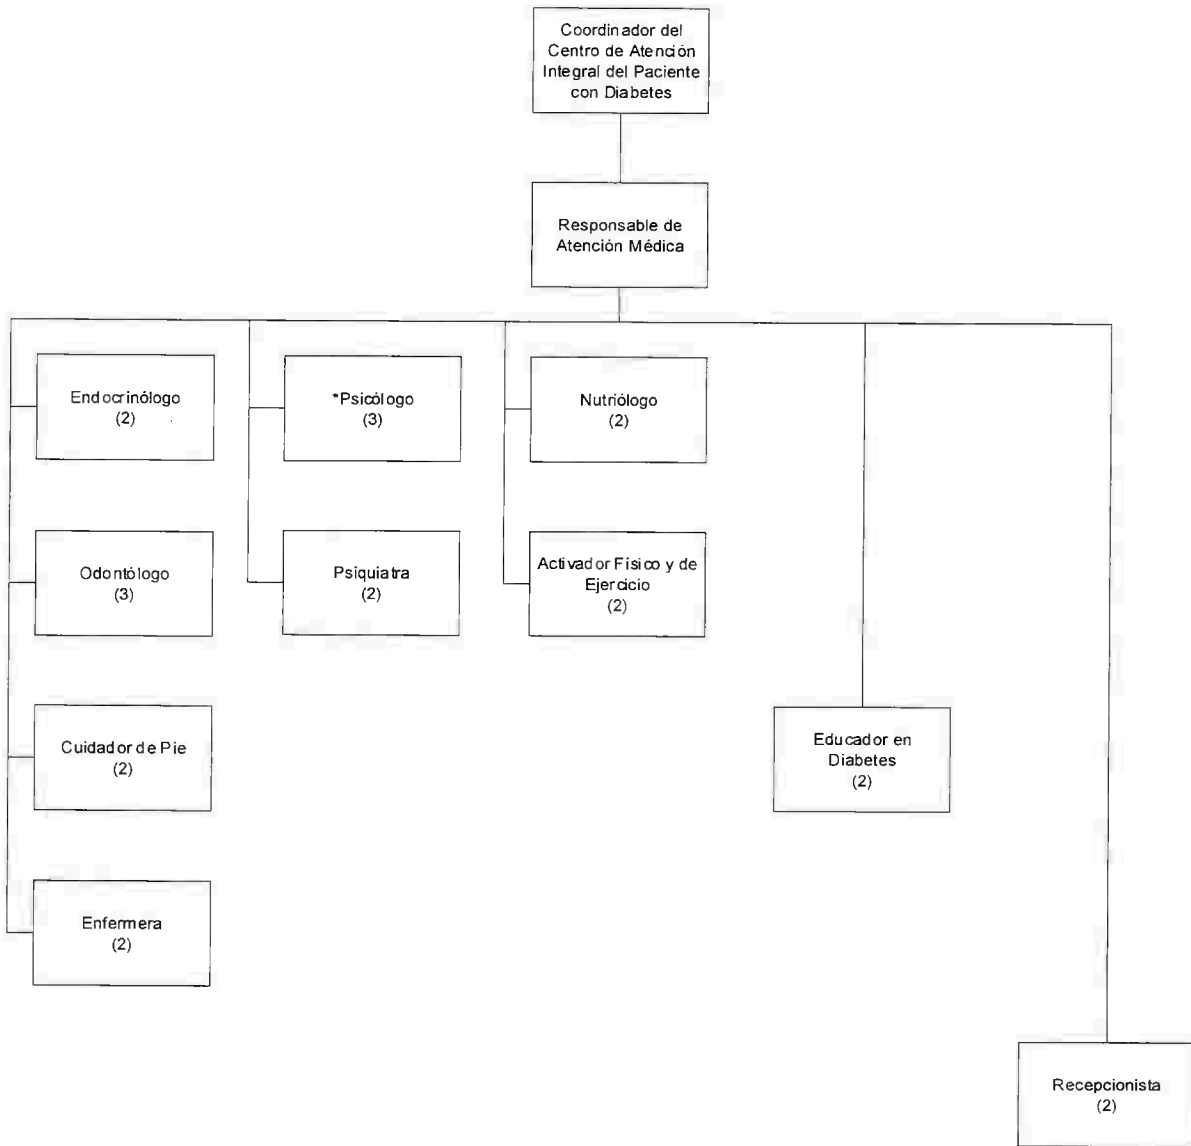 Coordinador del
Centro de Atención
Integral del Paciente
con Diabetes
Responsable de
Atención Médica
Endocrinólogo
(2)
*Psicólogo
(3)
Nutriólogo
(2)
Odontólogo
(3)
Psiquiatra
(2)
Activador Físico y de
Ejercicio
(2)
Cuidador de Pie
(2)
Educador en
Diabetes
(2)
Enfermera
(2)
Recepcionista
(2)